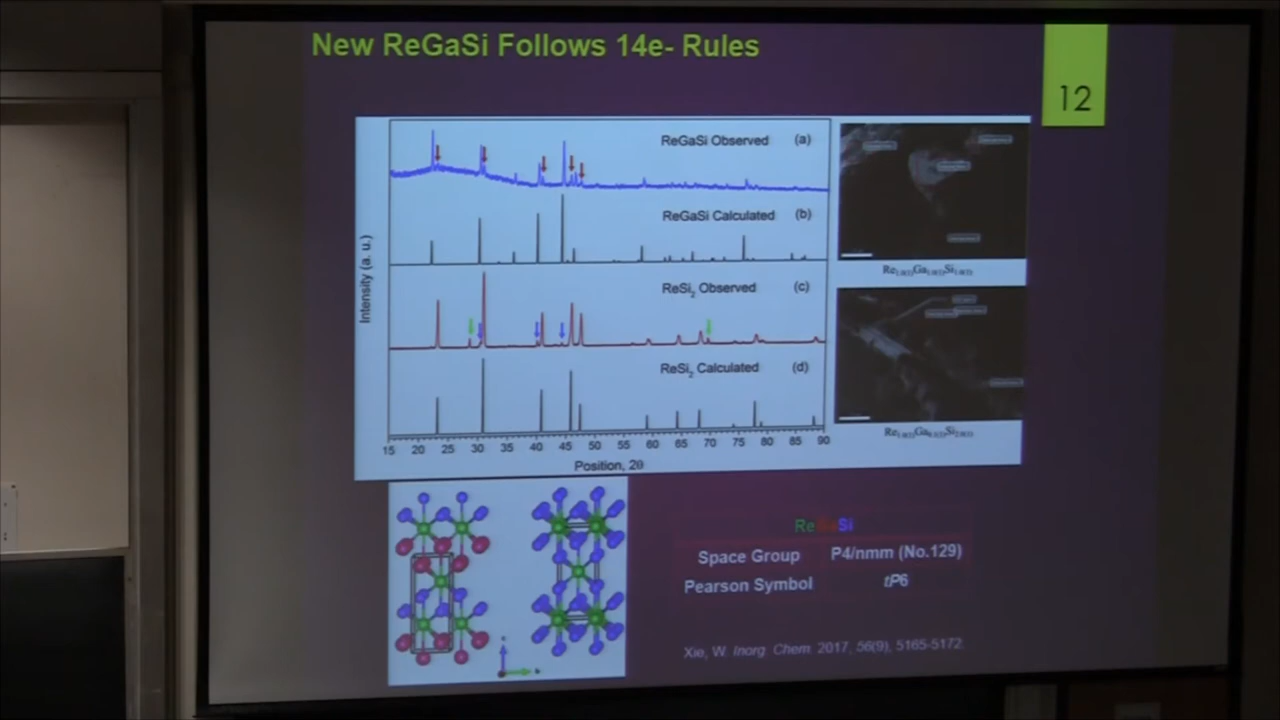 New ReGaSi Follows 14e- Rules
12
ReGaSi Observed (a)
ReGaSi Calculated (b)
ReSi2 Observed (c)
ReSi2 Calculated (d)
Intensity (a. u.)
15 20 25 30 35 40 45 50 55 60 65 70 75 80 85 90
Position, 2θ
ReGaSi
Space Group P4/nmm (No.129)
Pearson Symbol tP6
Xie, W. Inorg. Chem. 2017, 56(9), 5165-5172.